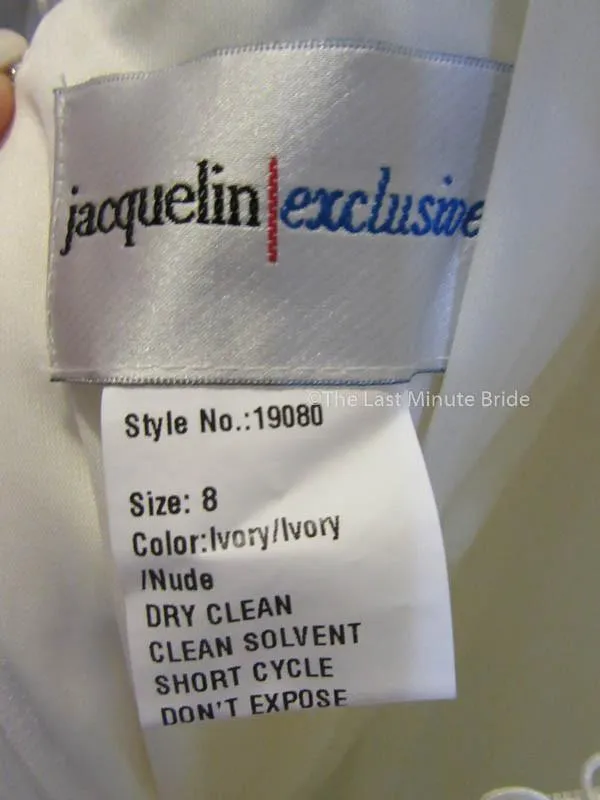 jacquelin|exclusive
©The Last Minute Bride
Style No.:19080
Size: 8
Color:Ivory/Ivory
/Nude
DRY CLEAN
CLEAN SOLVENT
SHORT CYCLE
DON'T EXPOSE